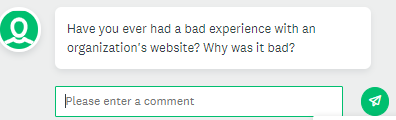 Have you ever had a bad experience with an
organization's website? Why was it bad?
Please enter a comment